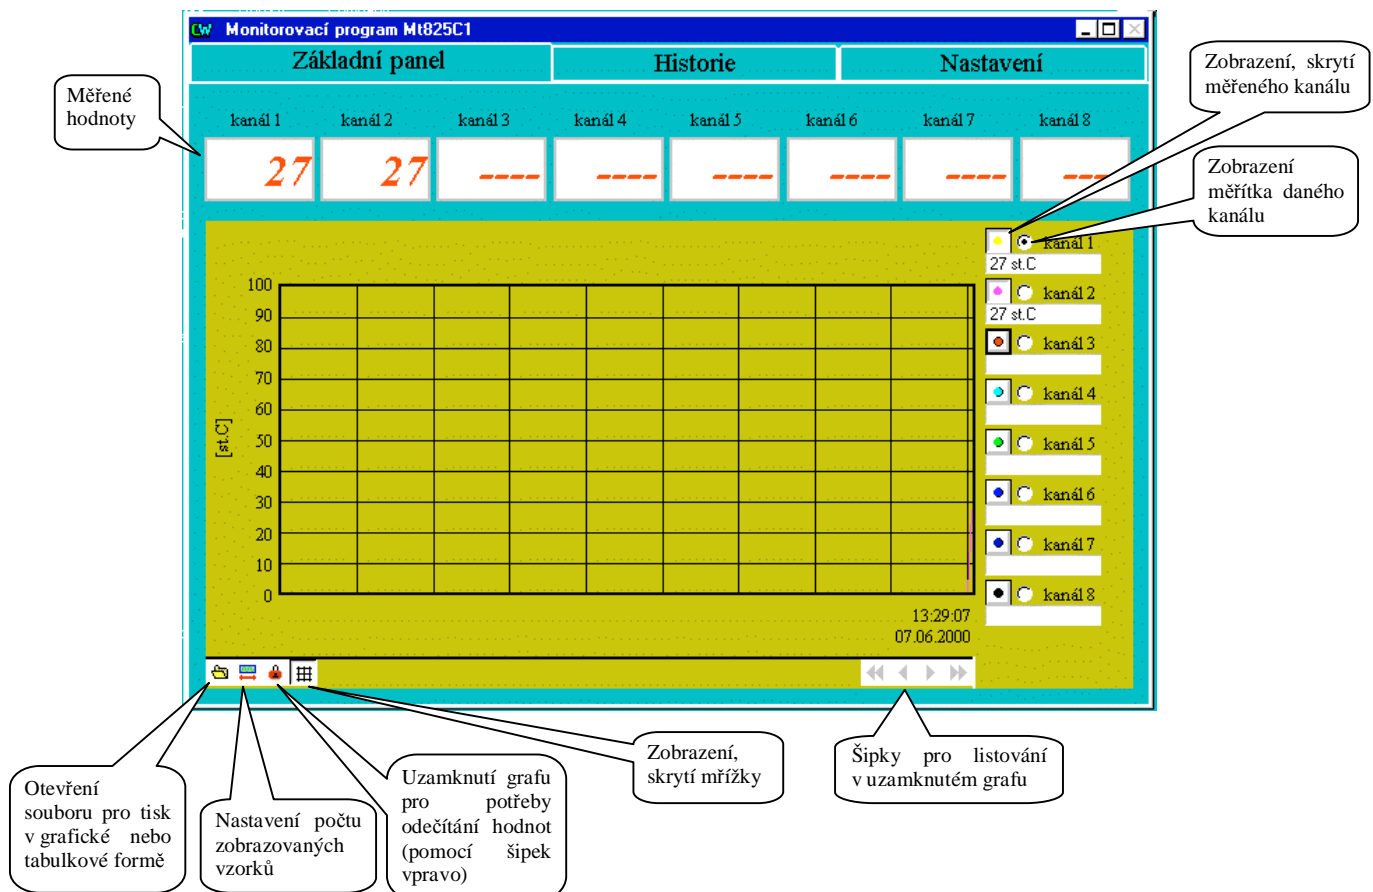 Monitorovací program Mt825C1
Základní panel
Historie
Nastavení
Měřené
hodnoty
Zobrazení, skrytí
měřeného kanálu
Zobrazení
měřítka daného
kanálu
kanál 1
kanál 2
kanál 3
kanál 4
kanál 5
kanál 6
kanál 7
kanál 8
27
27
----
----
----
----
----
----
kanál 1
27 st.C
kanál 2
27 st.C
kanál 3
kanál 4
kanál 5
kanál 6
kanál 7
kanál 8
[st.C]
100
90
80
70
60
50
40
30
20
10
0
13:29:07
07.06.2000
Otevření
souboru pro tisk
v grafické nebo
tabulkové formě
Nastavení počtu
zobrazovaných
vzorků
Uzamknutí grafu
pro potřeby
odečítání hodnot
(pomocí šipek
vpravo)
Zobrazení,
skrytí mřížky
Šipky pro listování
v uzamknutém grafu